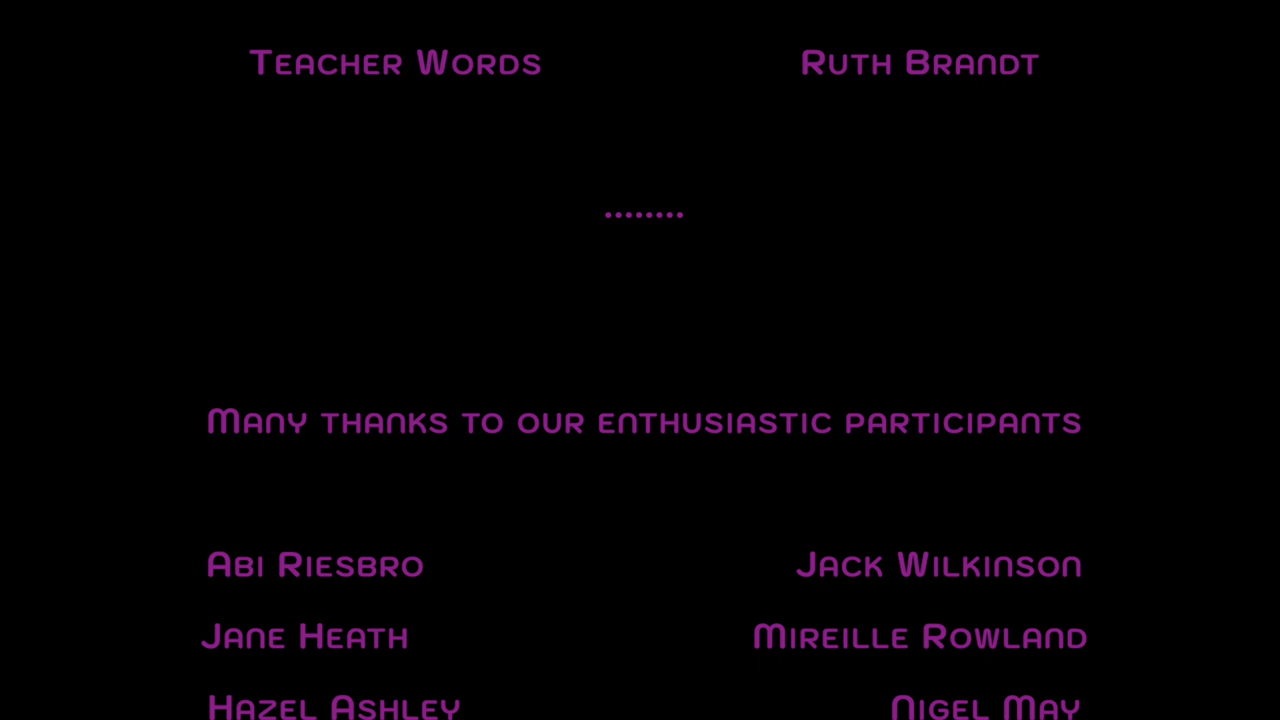 Teacher Words Ruth Brandt
........
Many thanks to our enthusiastic participants
Abi Riesbro Jack Wilkinson
Jane Heath Mireille Rowland
Hazel Ashley Nigel May